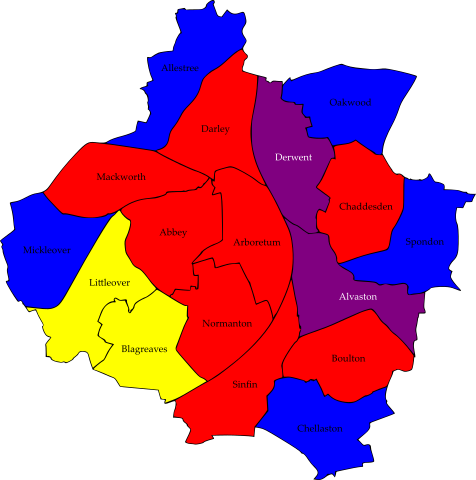 Allestree
Oakwood
Darley
Derwent
Mackworth
Chaddesden
Abbey
Arboretum
Spondon
Mickleover
Littleover
Alvaston
Normanton
Blagreaves
Boulton
Sinfin
Chellaston